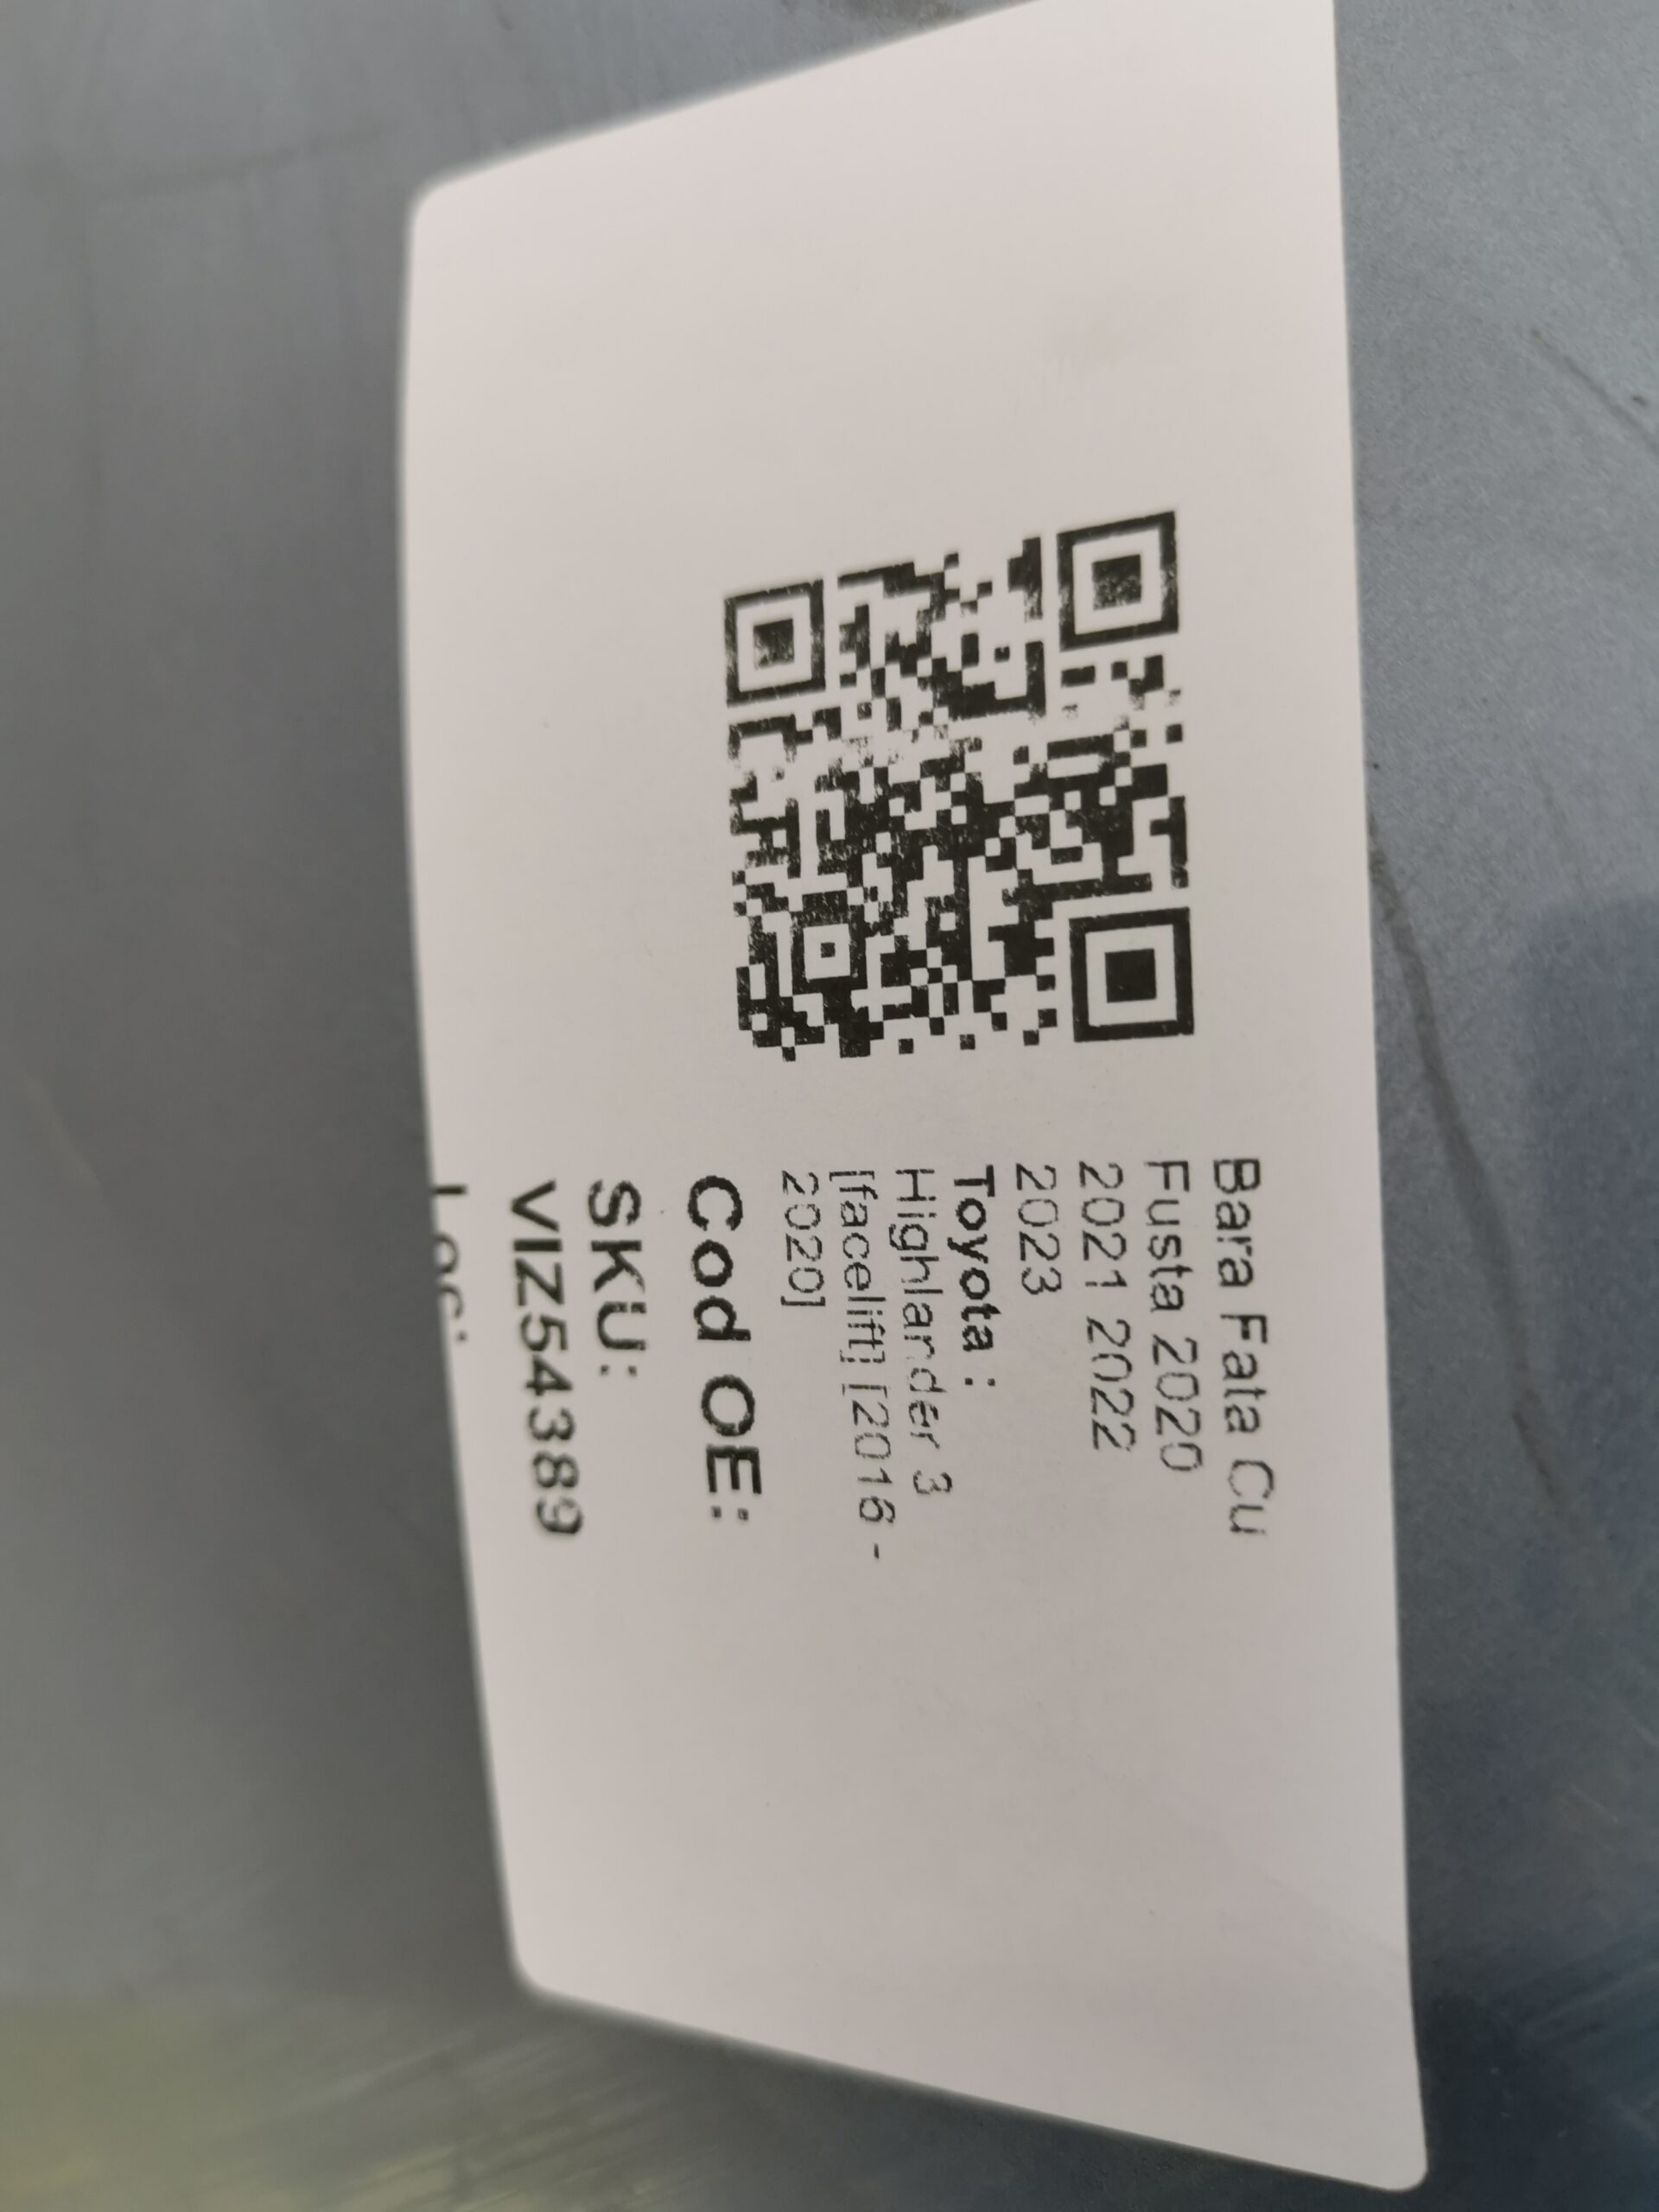 Bara Fata Cu
Fusta 2020
2021 2022
2023
Toyota :
Highlander 3
[facelift] [2016 -
2020]
Cod OE:
SKU:
VIZ54389